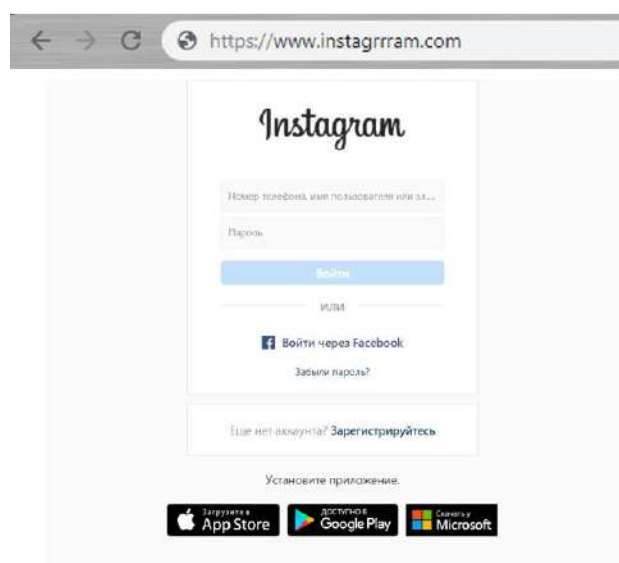 https://www.instagrrram.com
Instagram
Номер телефона, имя пользователя или эл...
Пароль
Войти
ИЛИ
Войти через Facebook
Забыли пароль?
Еще нет аккаунта? Зарегистрируйтесь
Установите приложение.
Загрузите в
App Store
ДОСТУПНО В
Google Play
Скачать у
Microsoft